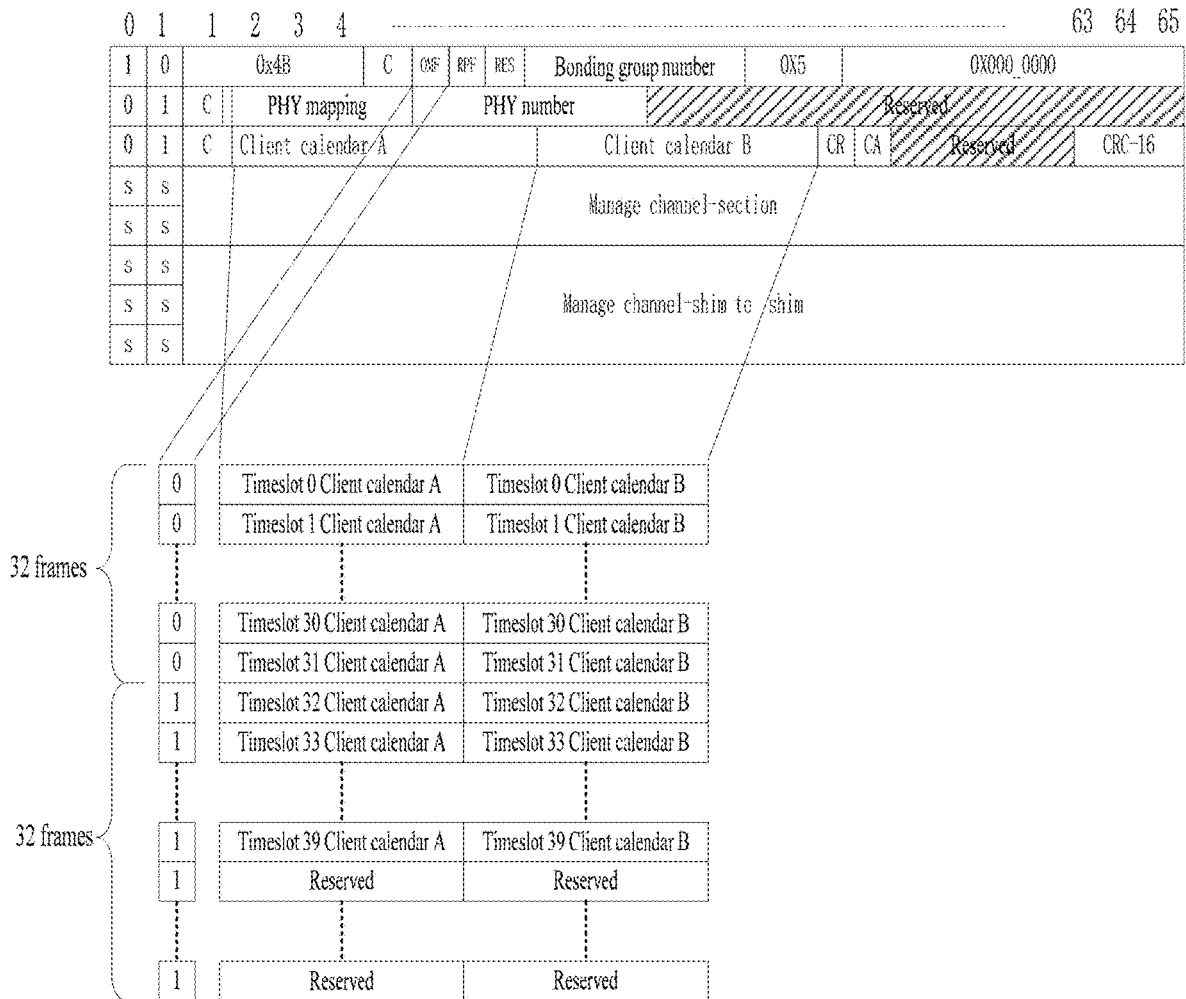 0 1 1 2 3 4 63 64 65
1 0 0x4B C OMF RPF RES Bonding group number 0X5 0X000_0000
0 1 C PHY mapping PHY number Reserved
0 1 C Client calendar A Client calendar B CR CA Reserved CRC-16
s s
Manage channel-section
s s
s s
s s Manage channel-shim to shim
s s
0 Timeslot 0 Client calendar A Timeslot 0 Client calendar B
0 Timeslot 1 Client calendar A Timeslot 1 Client calendar B
32 frames
0 Timeslot 30 Client calendar A Timeslot 30 Client calendar B
0 Timeslot 31 Client calendar A Timeslot 31 Client calendar B
1 Timeslot 32 Client calendar A Timeslot 32 Client calendar B
1 Timeslot 33 Client calendar A Timeslot 33 Client calendar B
32 frames
1 Timeslot 39 Client calendar A Timeslot 39 Client calendar B
1 Reserved Reserved
1 Reserved Reserved